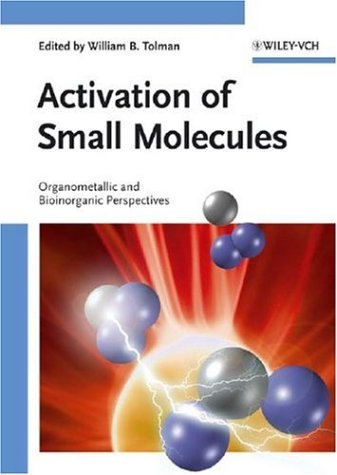 Edited by William B. Tolman
WILEY-VCH
Activation of
Small Molecules
Organometallic and
Bioinorganic Perspectives